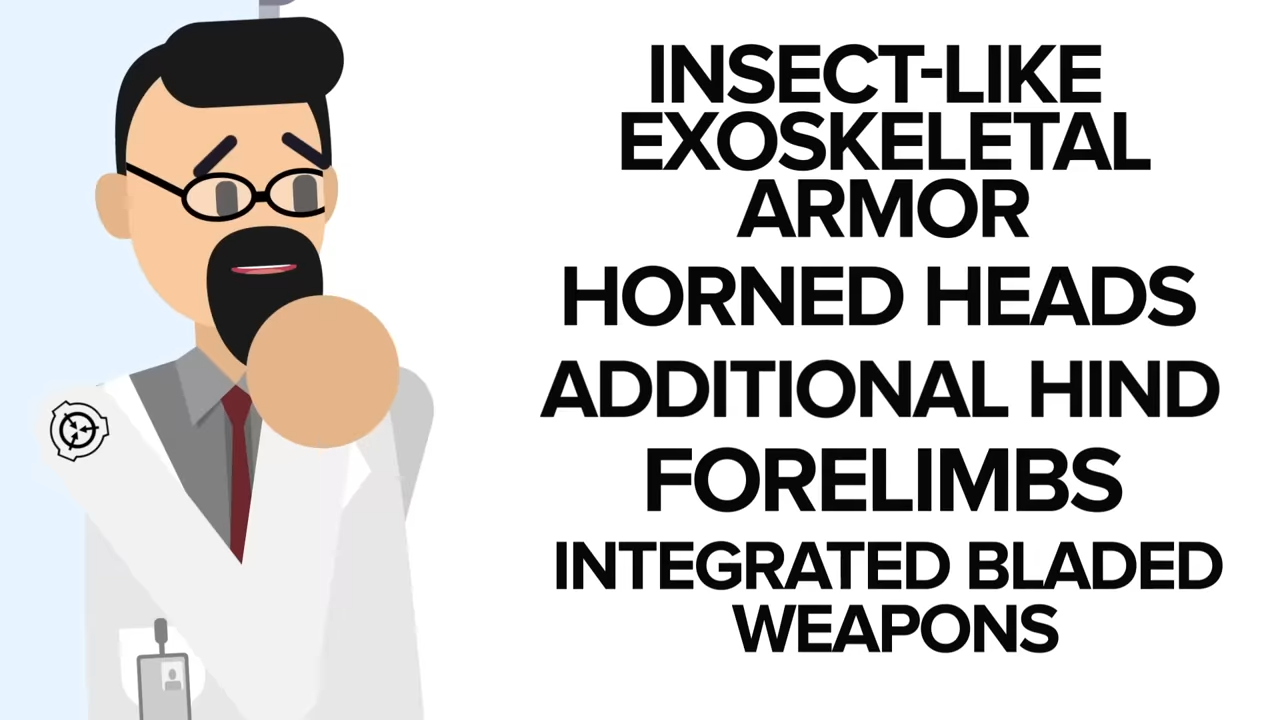 INSECT-LIKE
EXOSKELETAL
ARMOR
HORNED HEADS
ADDITIONAL HIND
FORELIMBS
INTEGRATED BLADED
WEAPONS